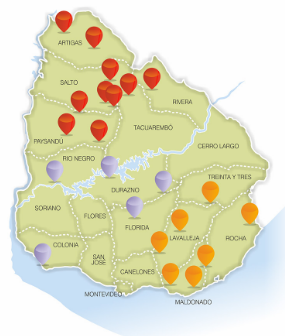 ARTIGAS
SALTO
RIVERA
PAYSANDÚ
TACUAREMBÓ
CERRO LARGO
RIO NEGRO
DURAZNO
TREINTA Y TRES
SORIANO
FLORES
FLORIDA
LAVALLEJA
ROCHA
COLONIA
SAN
JOSE
CANELONES
MONTEVIDEO
MALDONADO